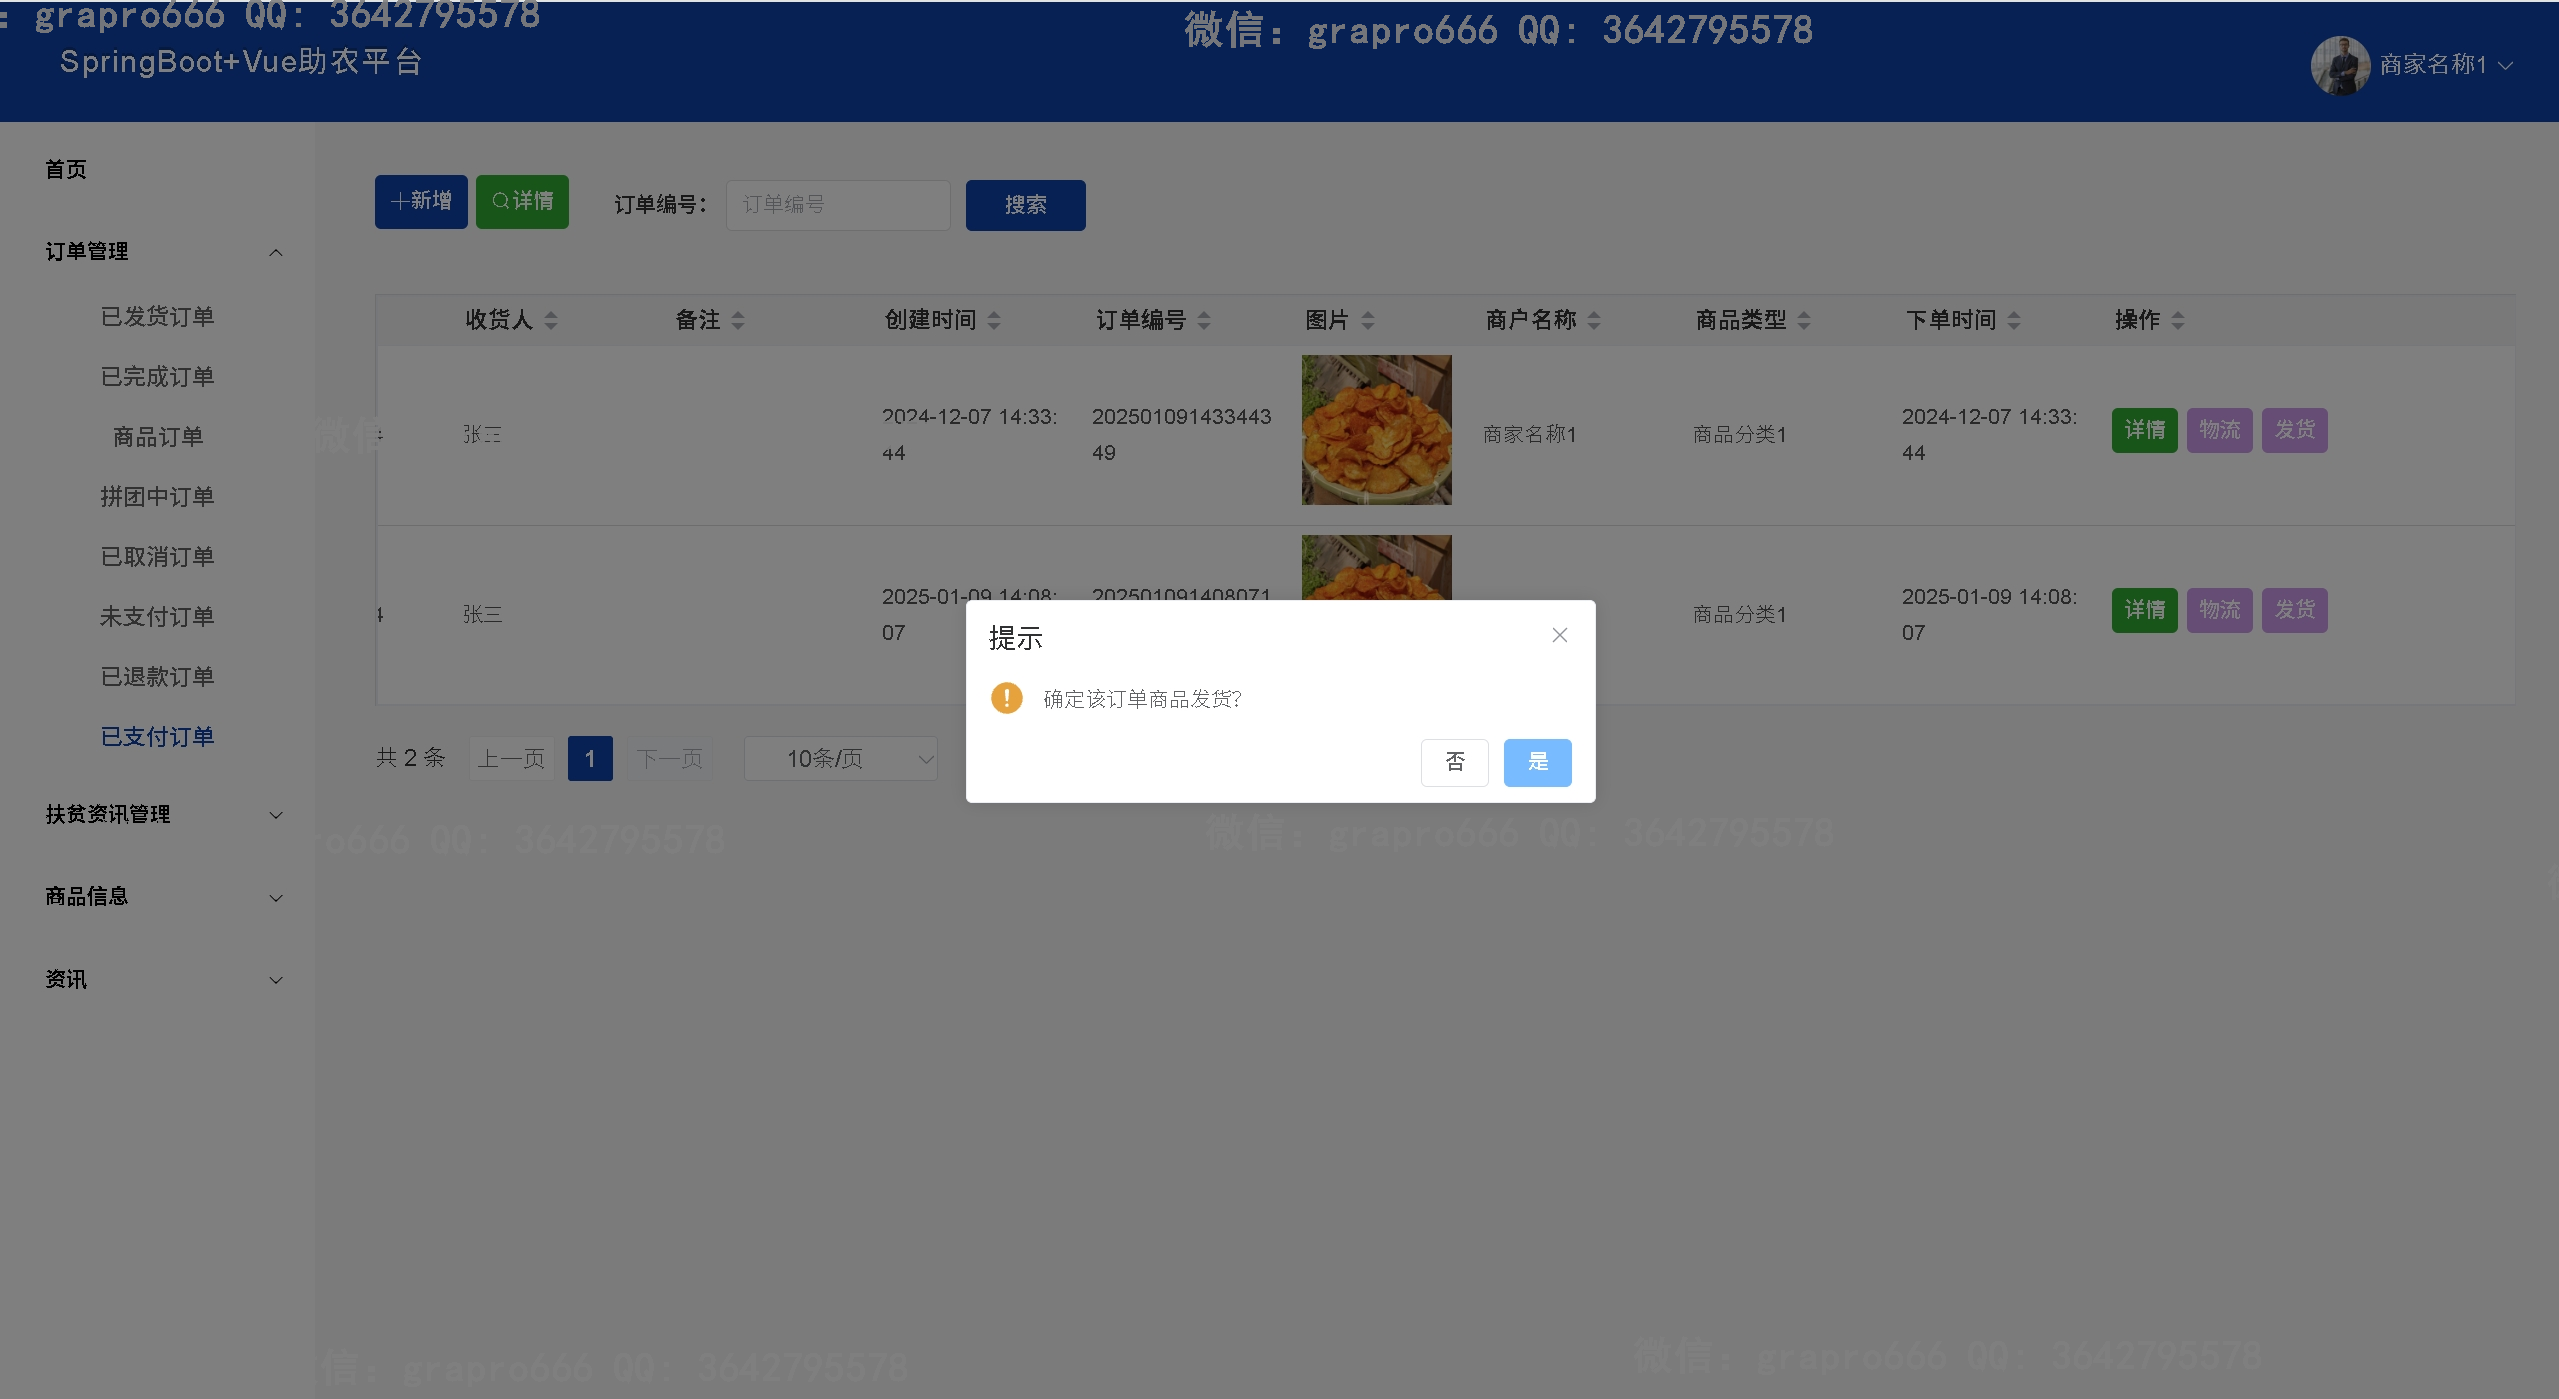 : grapro666 QQ: 3642795578
微信: grapro666 QQ: 3642795578
SpringBoot+Vue助农平台
商家名称1
首页
订单管理
已发货订单
已完成订单
商品订单
拼团中订单
已取消订单
未支付订单
已退款订单
已支付订单
扶贫资讯管理
商品信息
资讯
新增
详情
订单编号:
订单编号
搜索
收货人 备注 创建时间 订单编号 图片 商户名称 商品类型 下单时间 操作
张三 2024-12-07 14:33: 202501091433443 商家名称1 商品分类1 2024-12-07 14:33: 详情 物流 发货
44 49 44
微信
4 张三 2025-01-09 14:08: 202501091408071 商品分类1 2025-01-09 14:08: 详情 物流 发货
07 07
提示
确定该订单商品发货?
否 是
共 2 条 上一页 1 下一页 10条/页
ro666 QQ: 3642795578
微信: grapro666 QQ: 3642795578
信: grapro666 QQ: 3642795578
微信: grapro666 QQ: 3642795578